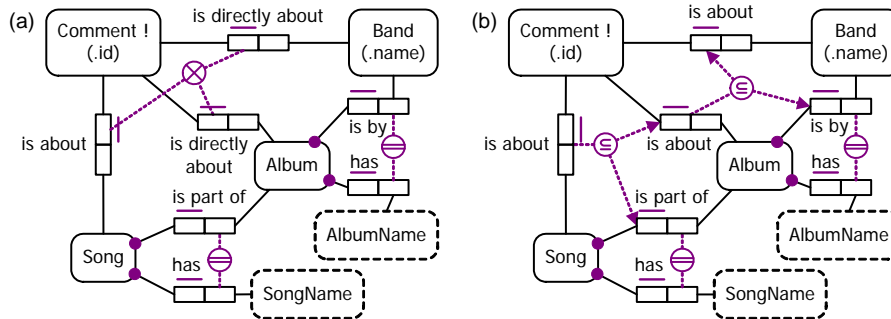 (a)
Comment !
(.id)
is directly about
Band
(.name)
is about
is directly
about
is by
has
Album
is part of
AlbumName
Song
has
SongName
(b)
Comment !
(.id)
is about
Band
(.name)
is about
is about
is by
has
Album
is part of
AlbumName
Song
has
SongName